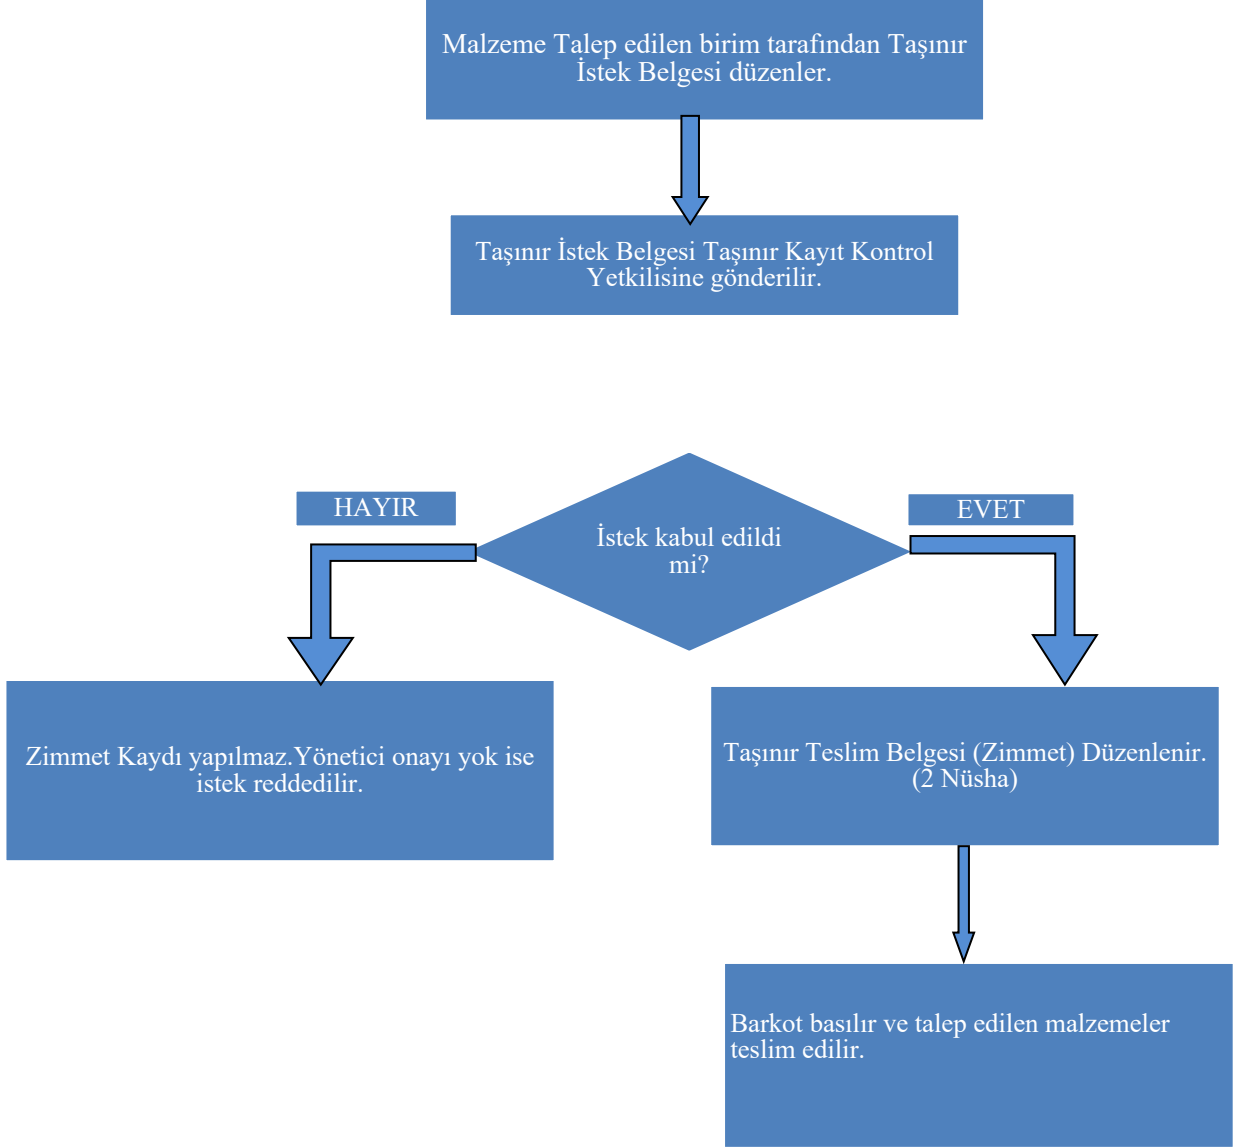 Malzeme Talep edilen birim tarafından Taşınır
İstek Belgesi düzenler.
Taşınır İstek Belgesi Taşınır Kayıt Kontrol
Yetkilisine gönderilir.
HAYIR
EVET
İstek kabul edildi
mi?
Zimmet Kaydı yapılmaz.Yönetici onayı yok ise
istek reddedilir.
Taşınır Teslim Belgesi (Zimmet) Düzenlenir.
(2 Nüsha)
Barkot basılır ve talep edilen malzemeler
teslim edilir.